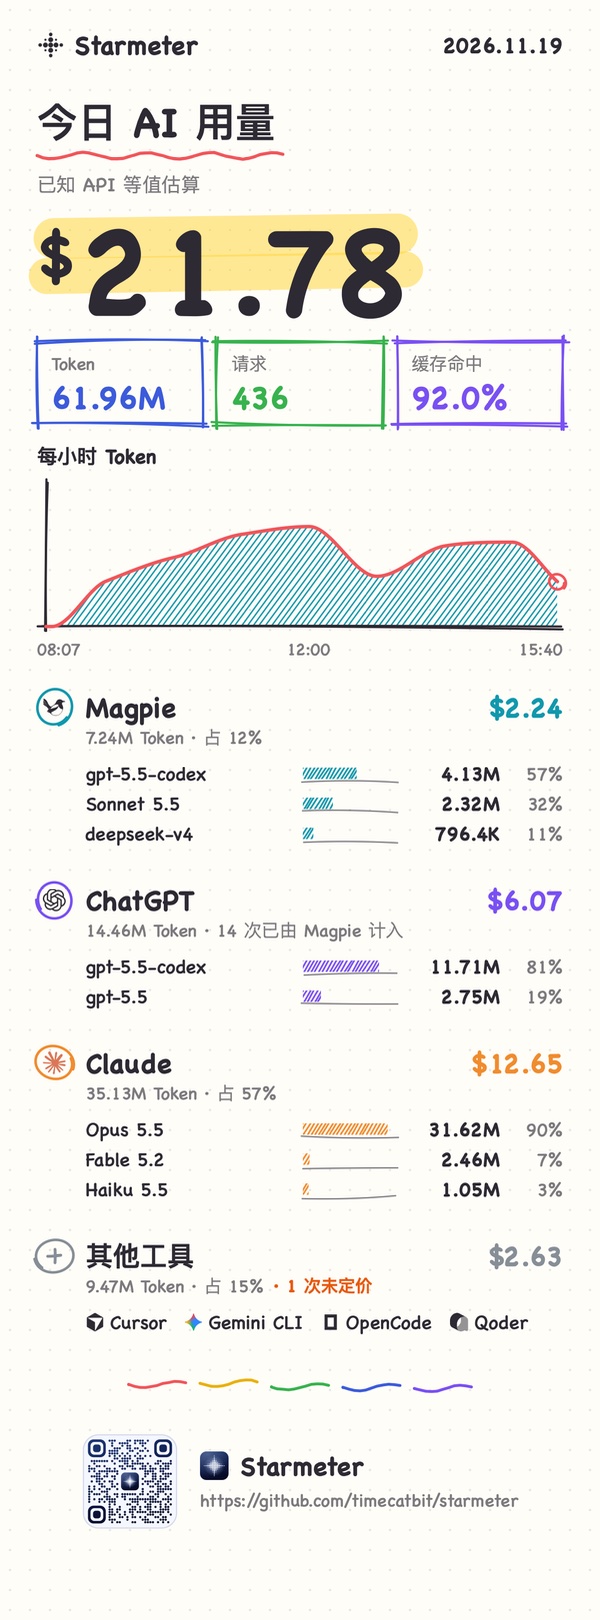 Starmeter 2026.11.19
今日 AI 用量
已知 API 等值估算
$21.78
Token 请求 缓存命中
61.96M 436 92.0%
每小时 Token
08:07 12:00 15:40
Magpie $2.24
7.24M Token · 占 12%
gpt-5.5-codex 4.13M 57%
Sonnet 5.5 2.32M 32%
deepseek-v4 796.4K 11%
ChatGPT $6.07
14.46M Token · 14 次已由 Magpie 计入
gpt-5.5-codex 11.71M 81%
gpt-5.5 2.75M 19%
Claude $12.65
35.13M Token · 占 57%
Opus 5.5 31.62M 90%
Fable 5.2 2.46M 7%
Haiku 5.5 1.05M 3%
其他工具 $2.63
9.47M Token · 占 15% · 1 次未定价
Cursor Gemini CLI OpenCode Qoder
Starmeter
https://github.com/timecatbit/starmeter